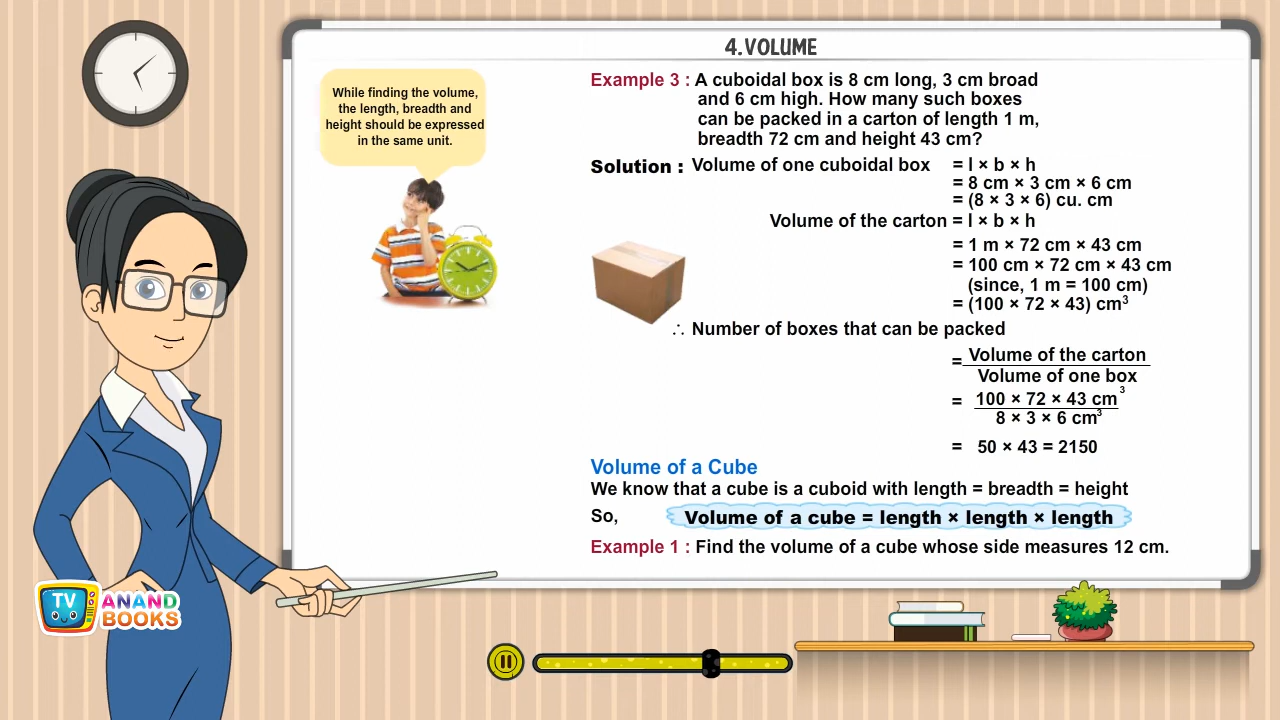 4.VOLUME
While finding the volume,
the length, breadth and
height should be expressed
in the same unit.
Example 3 : A cuboidal box is 8 cm long, 3 cm broad
and 6 cm high. How many such boxes
can be packed in a carton of length 1 m,
breadth 72 cm and height 43 cm?
Solution : Volume of one cuboidal box = l × b × h
= 8 cm × 3 cm × 6 cm
= (8 × 3 × 6) cu. cm
Volume of the carton = l × b × h
= 1 m × 72 cm × 43 cm
= 100 cm × 72 cm × 43 cm
(since, 1 m = 100 cm)
= (100 × 72 × 43) cm³
∴ Number of boxes that can be packed
= Volume of the carton
Volume of one box
= 100 × 72 × 43 cm³
8 × 3 × 6 cm³
= 50 × 43 = 2150
Volume of a Cube
We know that a cube is a cuboid with length = breadth = height
So, Volume of a cube = length × length × length
Example 1 : Find the volume of a cube whose side measures 12 cm.
TV ANAND
BOOKS